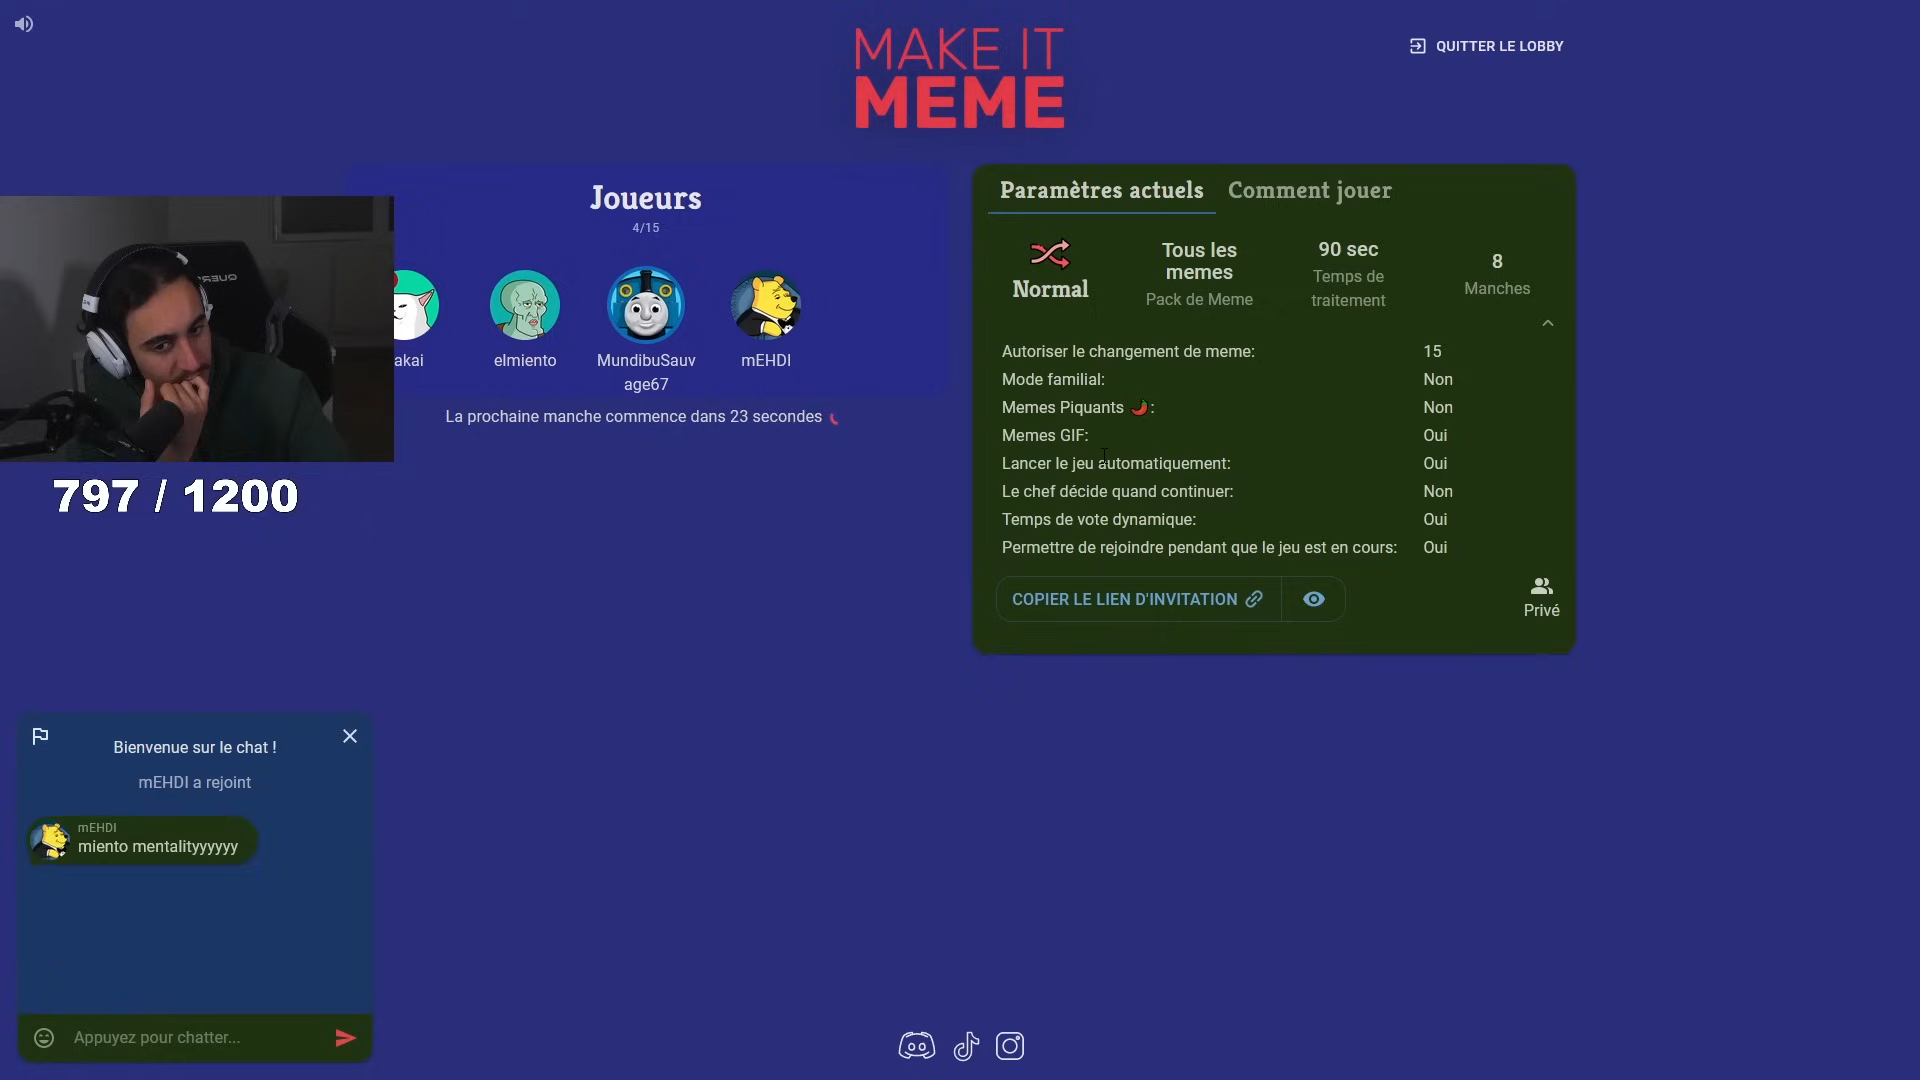 MAKE IT
MEME
QUITTER LE LOBBY
Joueurs
4/15
akai
elmiento
MundibuSauv
age67
mEHDI
La prochaine manche commence dans 23 secondes
Paramètres actuels
Comment jouer
Normal
Tous les
memes
Pack de Meme
90 sec
Temps de
traitement
8
Manches
Autoriser le changement de meme: 15
Mode familial: Non
Memes Piquants 🌶️: Non
Memes GIF: Oui
Lancer le jeu automatiquement: Oui
Le chef décide quand continuer: Non
Temps de vote dynamique: Oui
Permettre de rejoindre pendant que le jeu est en cours: Oui
COPIER LE LIEN D'INVITATION
Privé
797 / 1200
Bienvenue sur le chat !
mEHDI a rejoint
mEHDI
miento mentalityyyyyy
Appuyez pour chatter...